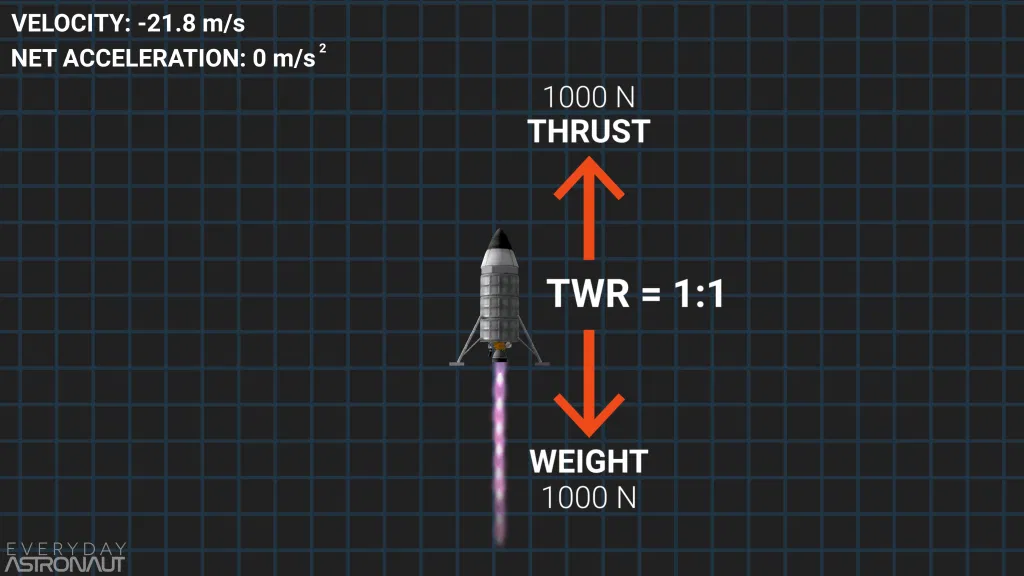 VELOCITY: -21.8 m/s
NET ACCELERATION: 0 m/s²
1000 N
THRUST
TWR = 1:1
WEIGHT
1000 N
EVERYDAY
ASTRONAUT